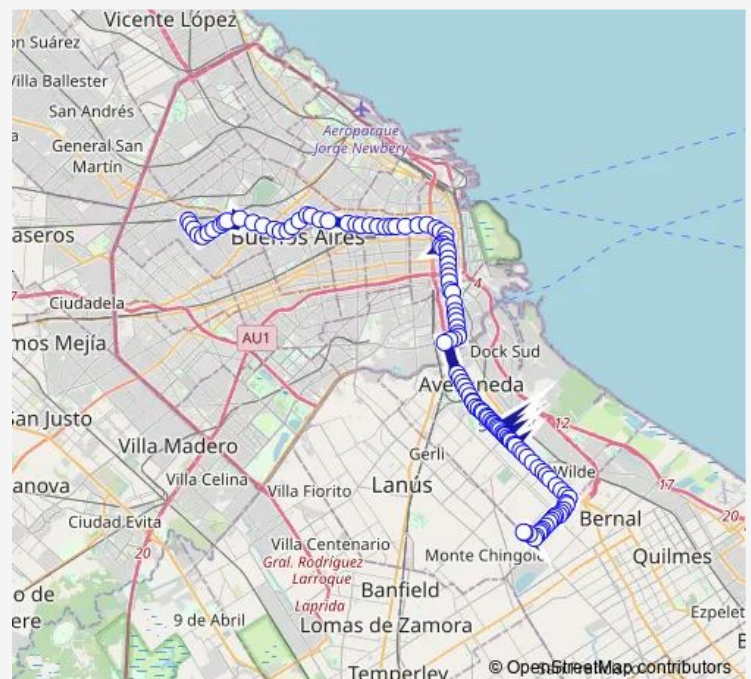 Vicente López
on Suárez
Villa Ballester
San Andrés
General San
Martín
Aeroparque
Jorge Newbery
aseros
Buenos Aires
Ciudadela
4
7
AU1
mos Mejía
Dock Sud
Avellaneda
12
San Justo
Villa Madero
Gerli
Wilde
17
anova
Villa Celina
Villa Fiorito
Lanús
20
Ciudad Evita
Bernal
20
Villa Centenario
Monte Chingolo
Quilmes
Gral. Rodríguez
Larroque
Banfield
o de
ere
9 de Abril
Laprida
Ezpelet
Lomas de Zamora
Temperley
© OpenStreetMap contributors